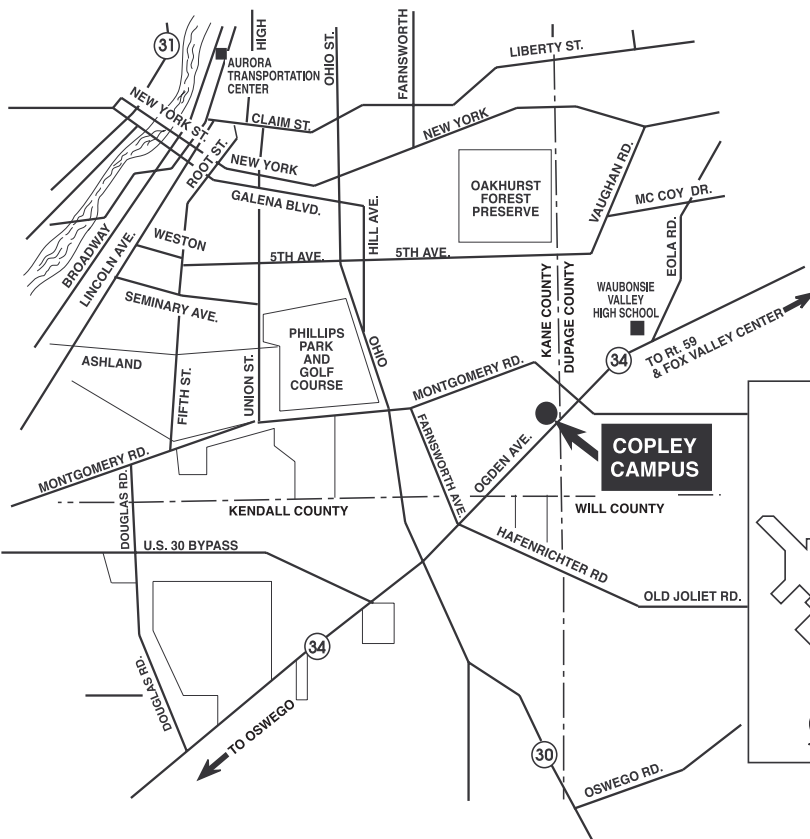 31
HIGH
OHIO ST.
FARNSWORTH
LIBERTY ST.
AURORA
TRANSPORTATION
CENTER
NEW YORK ST.
CLAIM ST.
NEW YORK
ROOT ST.
NEW YORK
GALENA BLVD.
OAKHURST
FOREST
PRESERVE
VAUGHAN RD.
MC COY DR.
BROADWAY
LINCOLN AVE.
WESTON
5TH AVE.
HILL AVE.
5TH AVE.
EOLA RD.
SEMINARY AVE.
KANE COUNTY
DUPAGE COUNTY
WAUBONSIE
VALLEY
HIGH SCHOOL
PHILLIPS
PARK
AND
GOLF
COURSE
OHIO
34
TO Rt. 59
& FOX VALLEY CENTER
ASHLAND
FIFTH ST.
UNION ST.
MONTGOMERY RD.
FARNSWORTH AVE.
OGDEN AVE.
COPLEY
CAMPUS
MONTGOMERY RD.
DOUGLAS RD.
KENDALL COUNTY
WILL COUNTY
U.S. 30 BYPASS
HAFENRICHTER RD
OLD JOLIET RD.
34
DOUGLAS RD.
TO OSWEGO
30
OSWEGO RD.